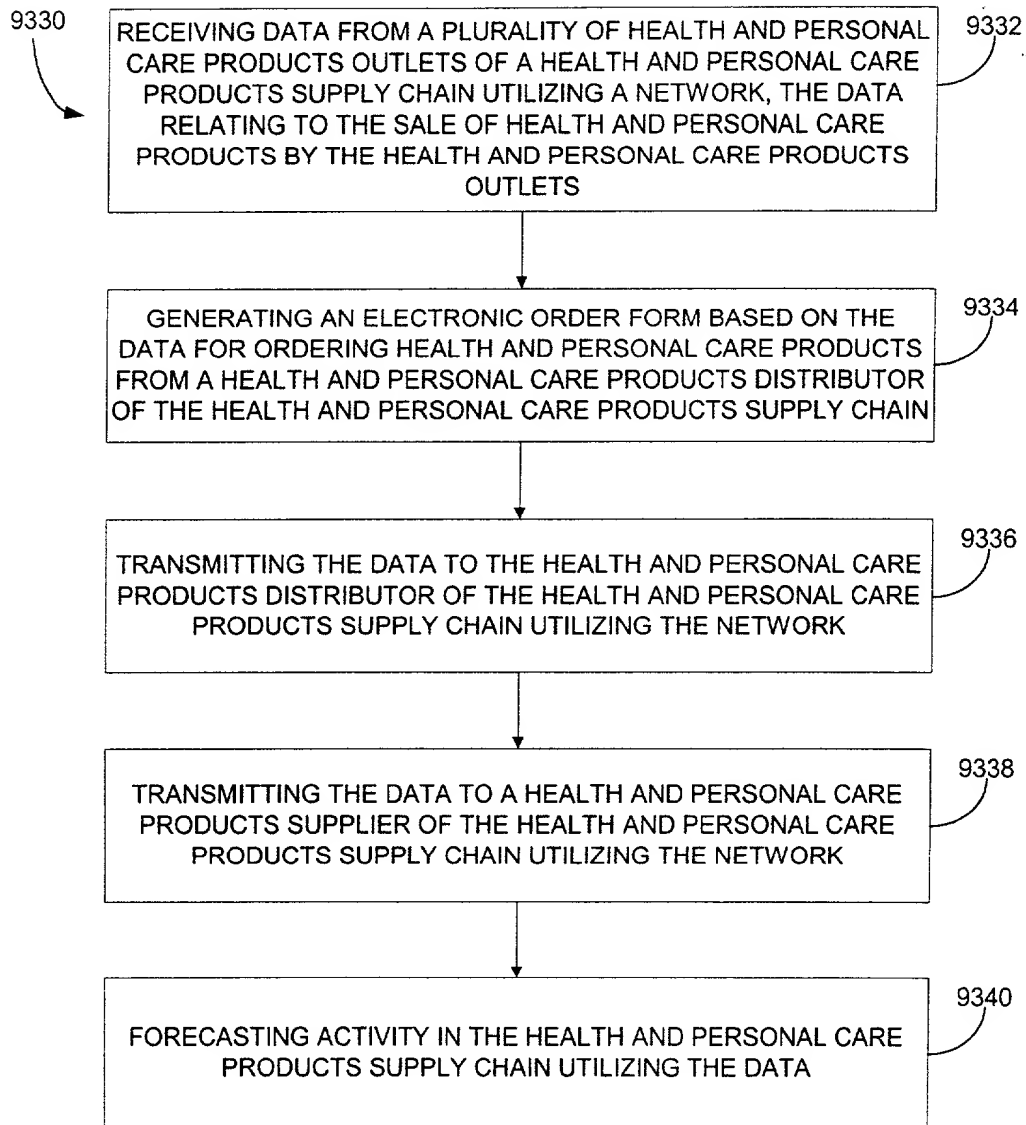 9330
RECEIVING DATA FROM A PLURALITY OF HEALTH AND PERSONAL
CARE PRODUCTS OUTLETS OF A HEALTH AND PERSONAL CARE
PRODUCTS SUPPLY CHAIN UTILIZING A NETWORK, THE DATA
RELATING TO THE SALE OF HEALTH AND PERSONAL CARE
PRODUCTS BY THE HEALTH AND PERSONAL CARE PRODUCTS
OUTLETS
9332
GENERATING AN ELECTRONIC ORDER FORM BASED ON THE
DATA FOR ORDERING HEALTH AND PERSONAL CARE PRODUCTS
FROM A HEALTH AND PERSONAL CARE PRODUCTS DISTRIBUTOR
OF THE HEALTH AND PERSONAL CARE PRODUCTS SUPPLY CHAIN
9334
TRANSMITTING THE DATA TO THE HEALTH AND PERSONAL CARE
PRODUCTS DISTRIBUTOR OF THE HEALTH AND PERSONAL CARE
PRODUCTS SUPPLY CHAIN UTILIZING THE NETWORK
9336
TRANSMITTING THE DATA TO A HEALTH AND PERSONAL CARE
PRODUCTS SUPPLIER OF THE HEALTH AND PERSONAL CARE
PRODUCTS SUPPLY CHAIN UTILIZING THE NETWORK
9338
FORECASTING ACTIVITY IN THE HEALTH AND PERSONAL CARE
PRODUCTS SUPPLY CHAIN UTILIZING THE DATA
9340